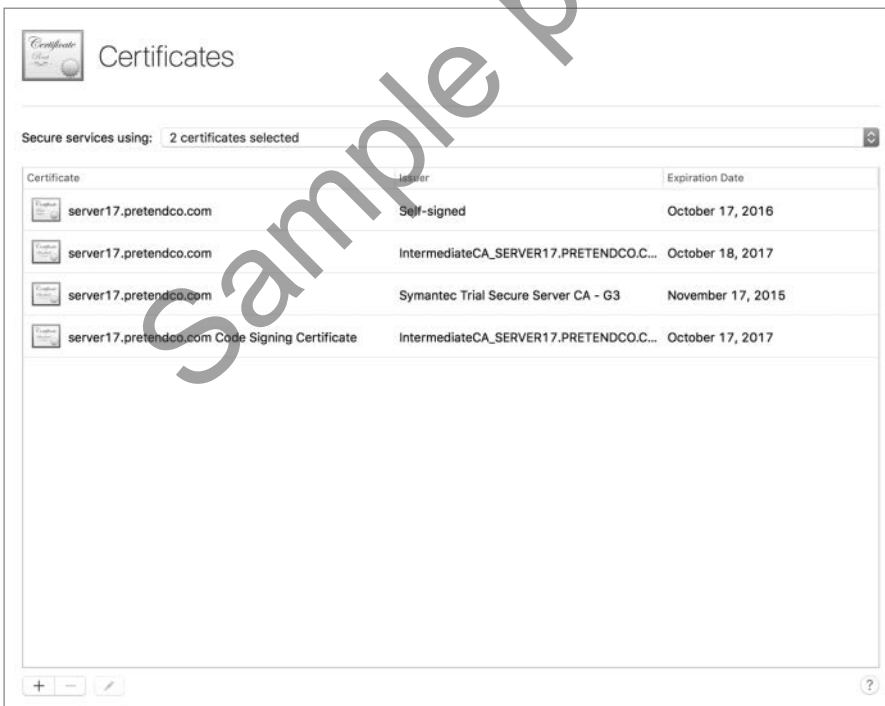 Certificate
Root
Certificates
Secure services using: 2 certificates selected
Certificate Issuer Expiration Date
server17.pretendco.com Self-signed October 17, 2016
server17.pretendco.com IntermediateCA_SERVER17.PRETENDCO.C... October 18, 2017
server17.pretendco.com Symantec Trial Secure Server CA - G3 November 17, 2015
server17.pretendco.com Code Signing Certificate IntermediateCA_SERVER17.PRETENDCO.C... October 17, 2017
+ − ?
Sample p